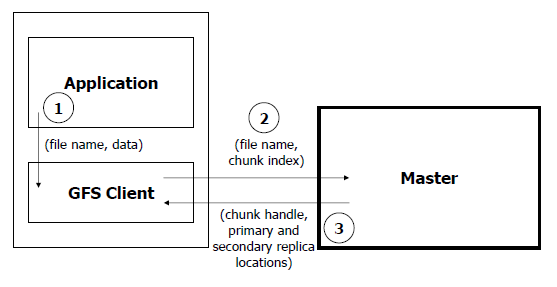 Application
1
(file name, data)
GFS Client
2
(file name,
chunk index)
Master
(chunk handle,
primary and
secondary replica
locations)
3